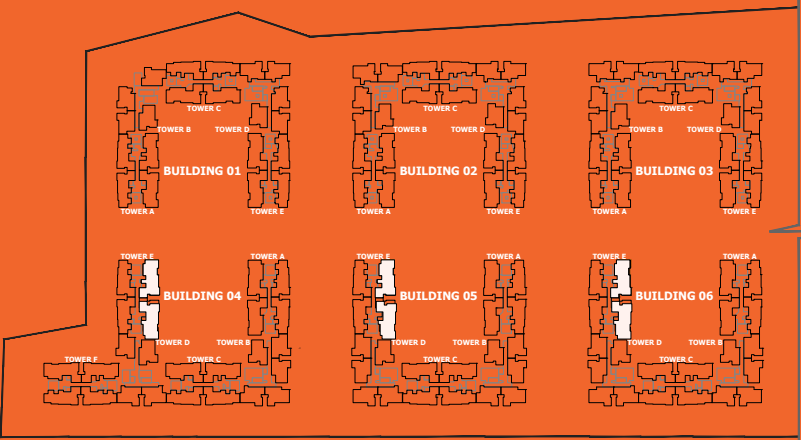 TOWER C TOWER C TOWER C
TOWER B TOWER D TOWER B TOWER D TOWER B TOWER D
BUILDING 01 BUILDING 02 BUILDING 03
TOWER A TOWER E TOWER A TOWER E TOWER A TOWER E
TOWER E TOWER A TOWER E TOWER A TOWER E TOWER A
BUILDING 04 BUILDING 05 BUILDING 06
TOWER D TOWER B TOWER D TOWER B TOWER D TOWER B
TOWER F TOWER C TOWER C TOWER C